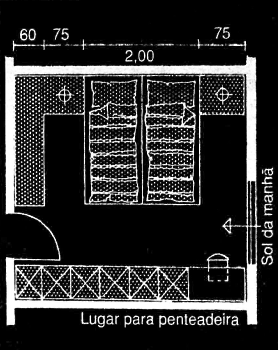 60 75 75
2,00
Sol da manhã
Lugar para penteadeira